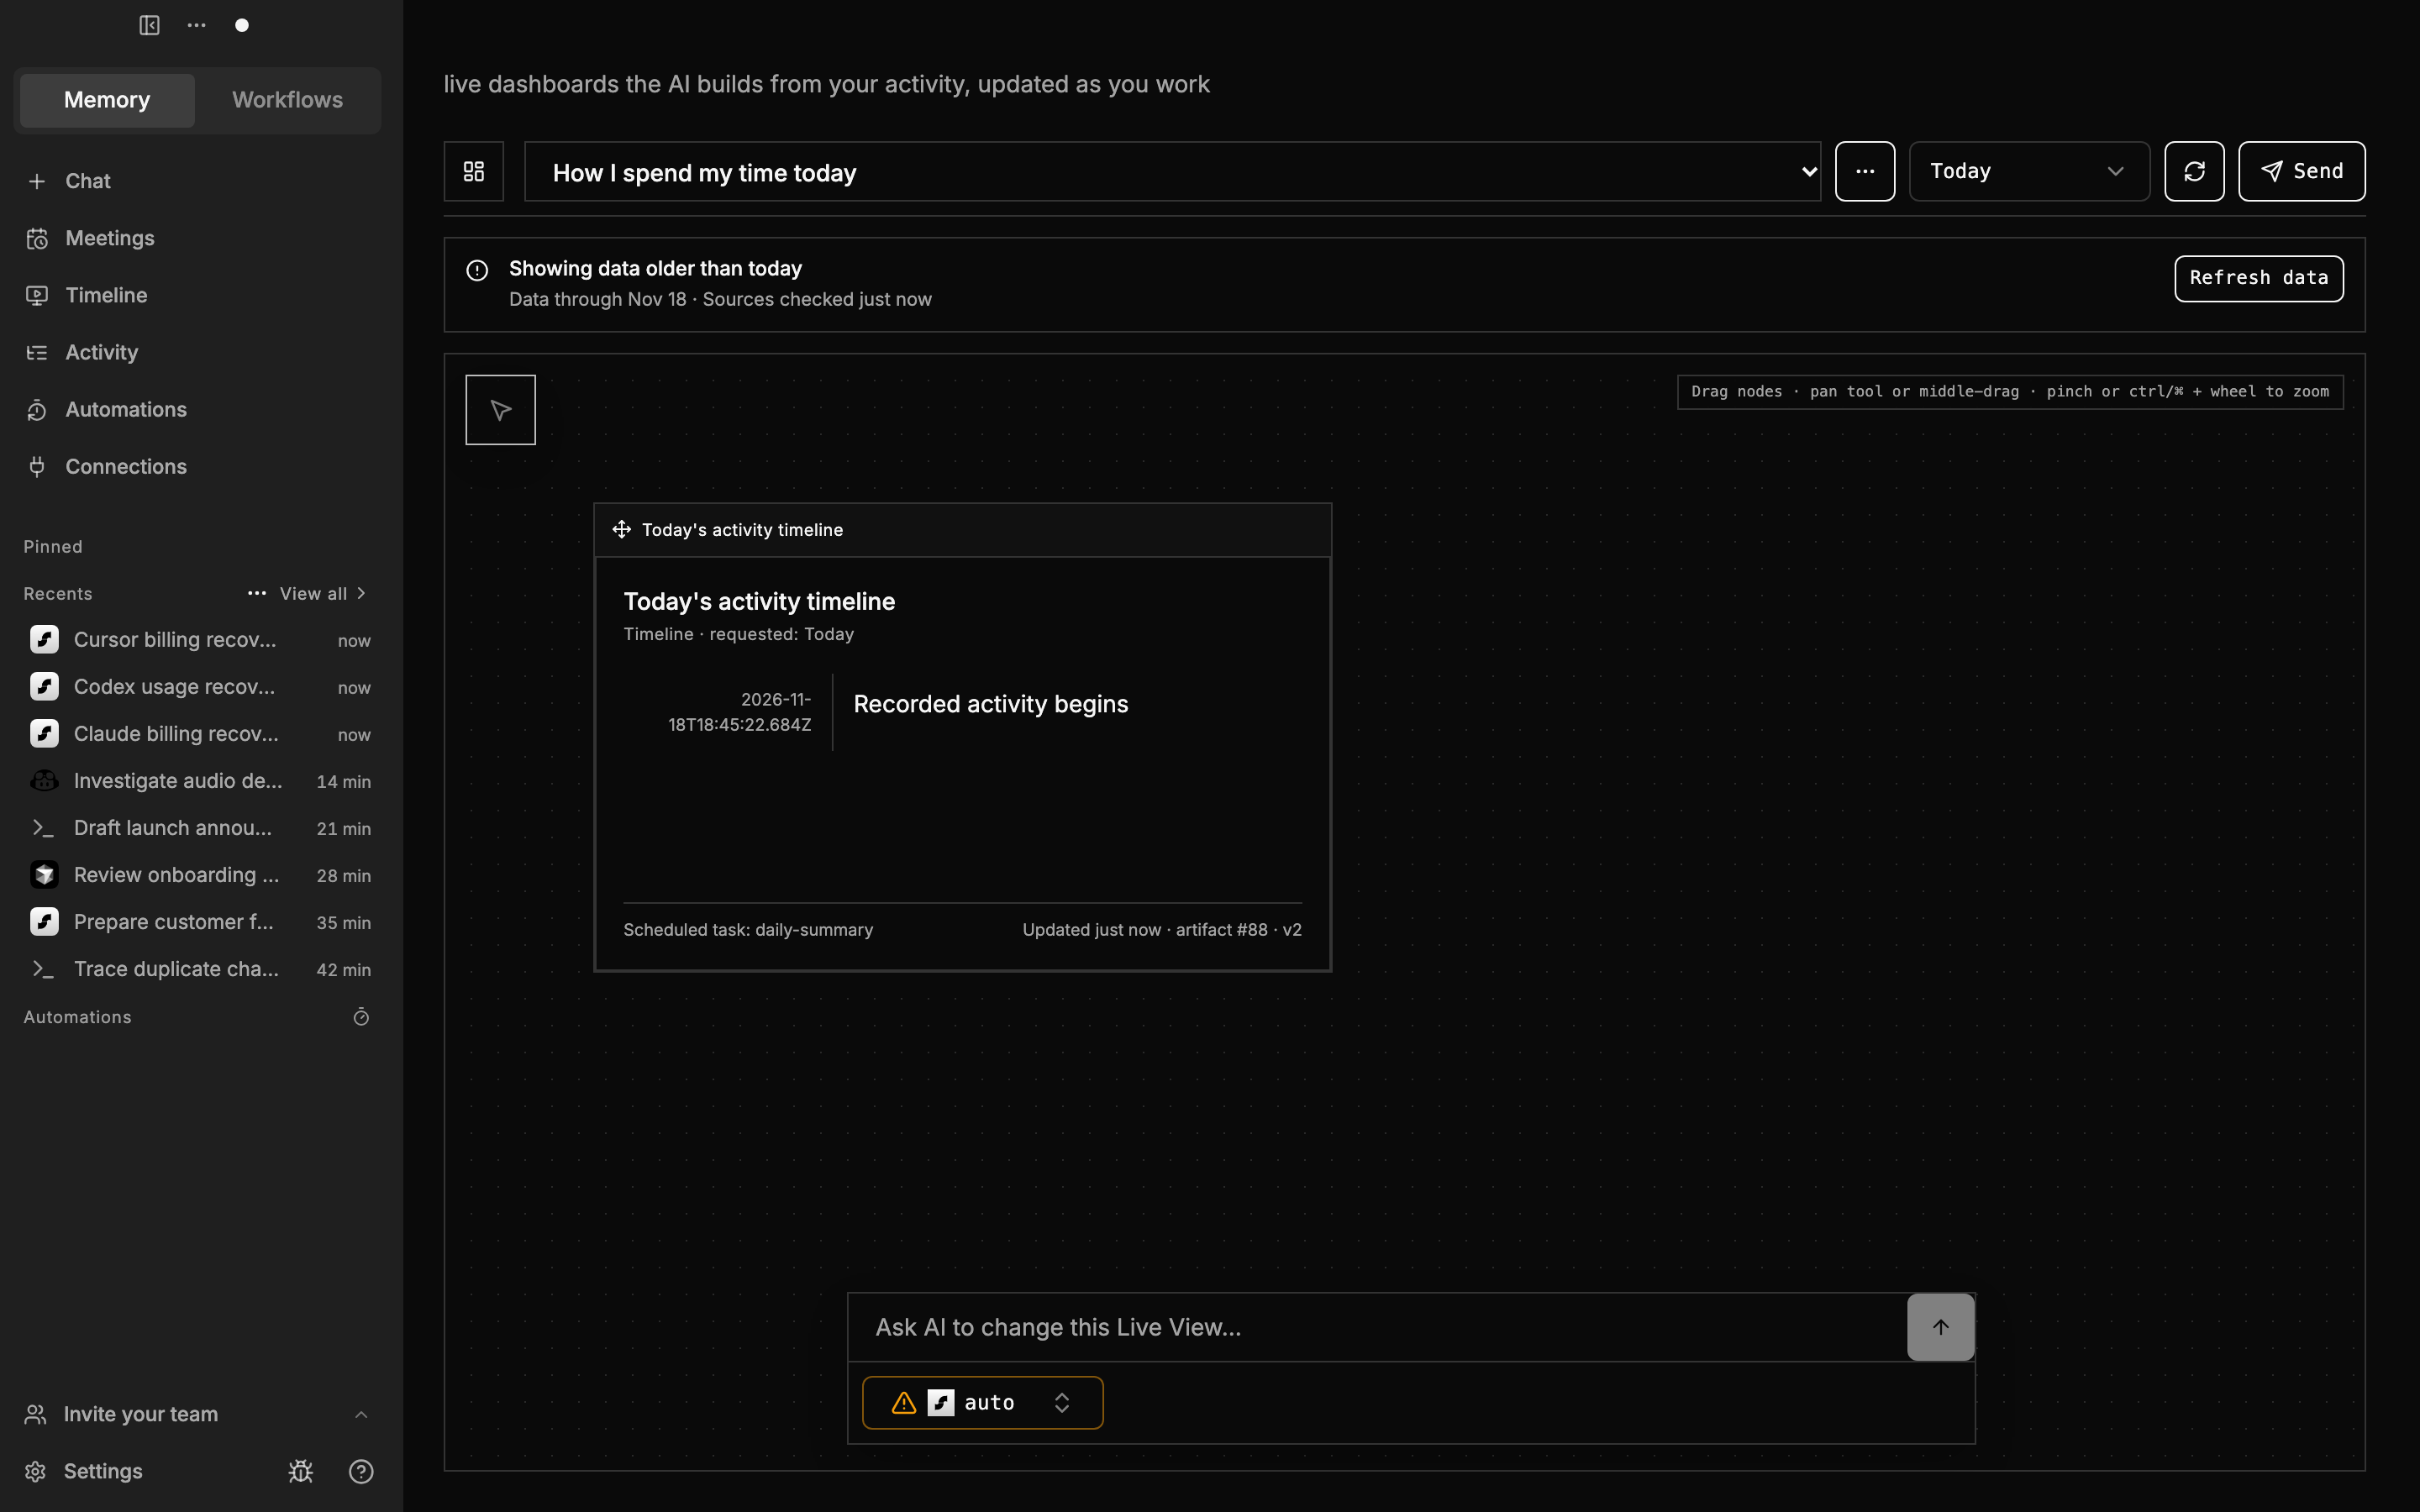 Memory
Workflows
Chat
Meetings
Timeline
Activity
Automations
Connections
Pinned
Recents
View all
Cursor billing recov...
now
Codex usage recov...
now
Claude billing recov...
now
Investigate audio de...
14 min
Draft launch annou...
21 min
Review onboarding ...
28 min
Prepare customer f...
35 min
Trace duplicate cha...
42 min
Automations
Invite your team
Settings
live dashboards the AI builds from your activity, updated as you work
How I spend my time today
Today
Send
Showing data older than today
Data through Nov 18 · Sources checked just now
Refresh data
Drag nodes · pan tool or middle-drag · pinch or ctrl/⌘ + wheel to zoom
Today's activity timeline
Today's activity timeline
Timeline · requested: Today
2026-11-
18T18:45:22.684Z
Recorded activity begins
Scheduled task: daily-summary
Updated just now · artifact #88 · v2
Ask AI to change this Live View...
auto